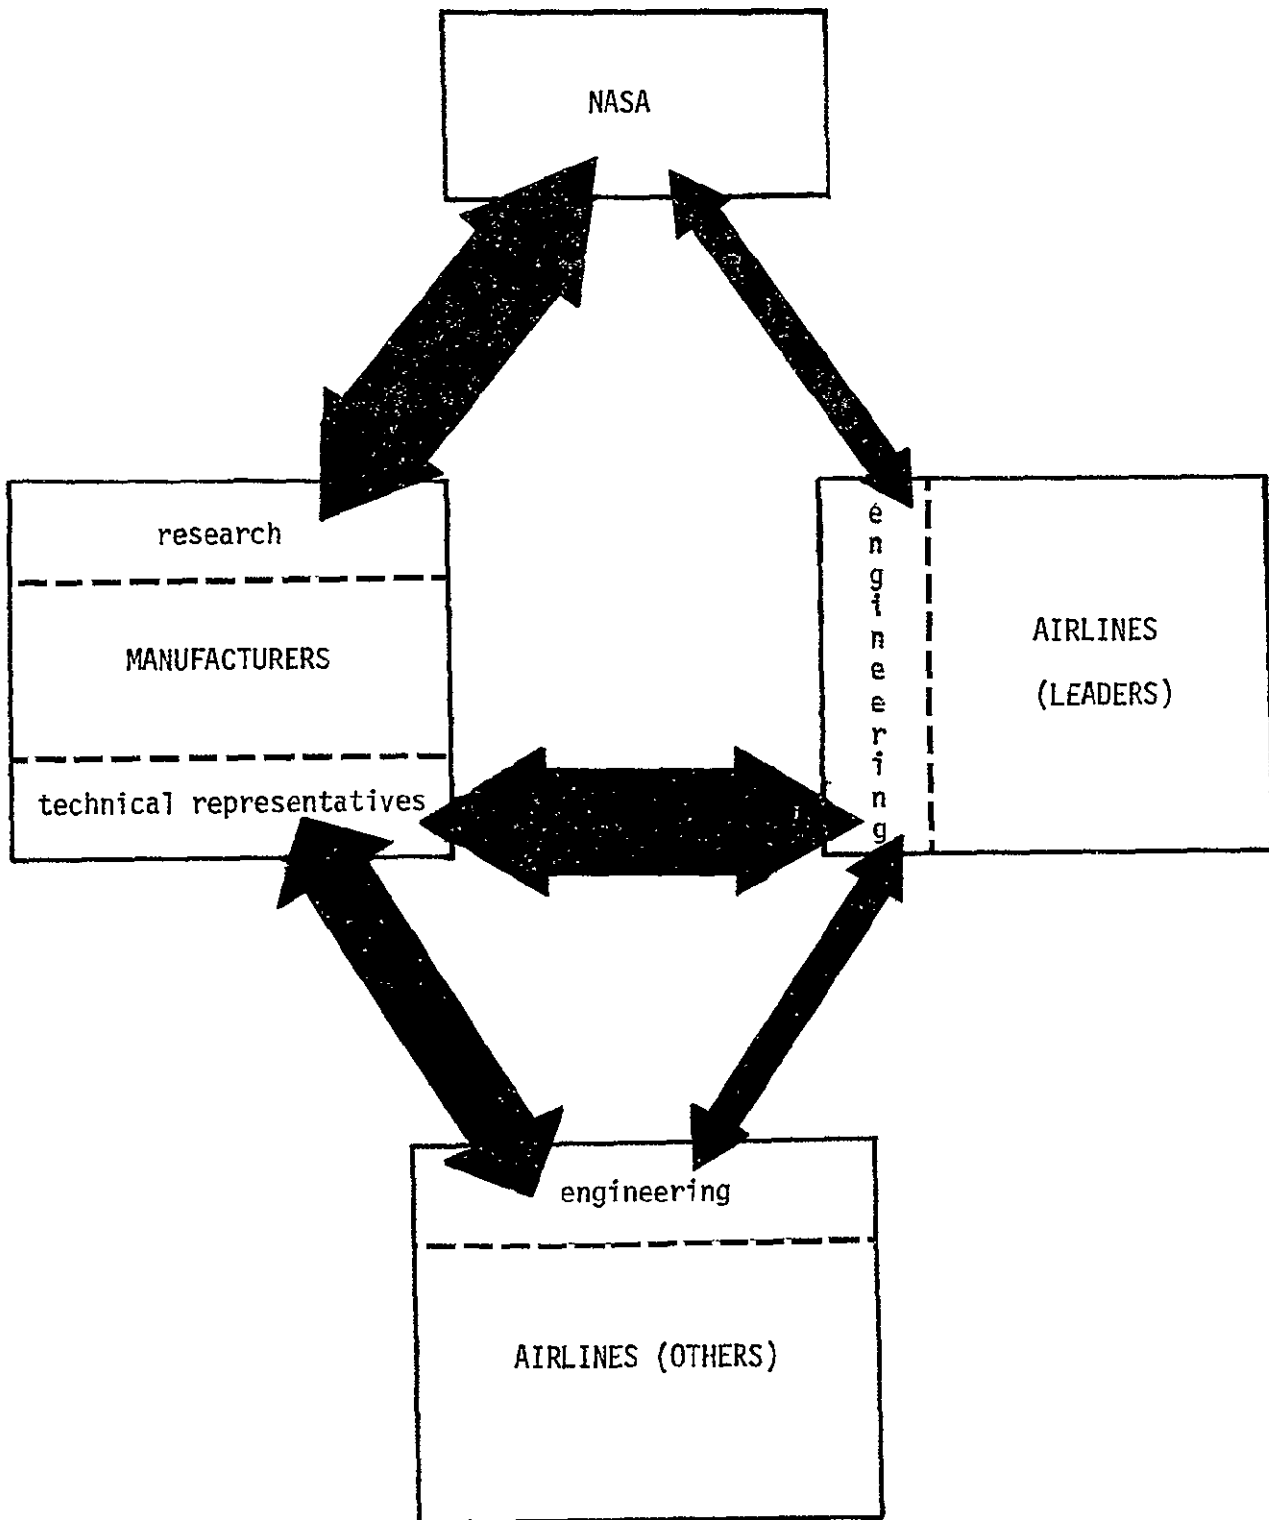 NASA
research
MANUFACTURERS
technical representatives
engineering
AIRLINES
(LEADERS)
engineering
AIRLINES (OTHERS)